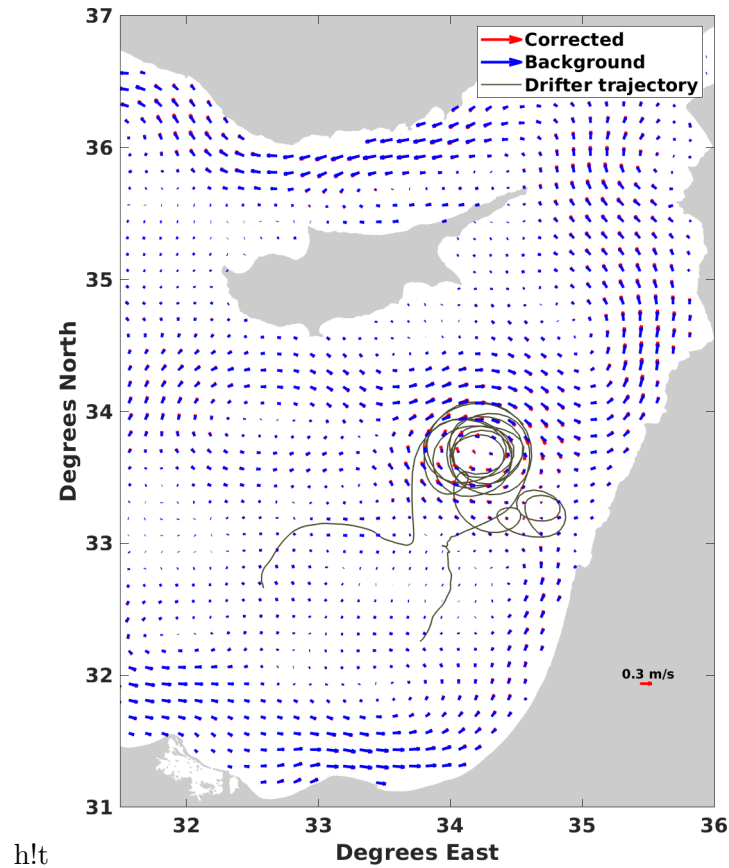 37
Corrected
Background
Drifter trajectory
36
35
Degrees North
34
33
0.3 m/s
32
31
32 33 34 35 36
Degrees East
h!t